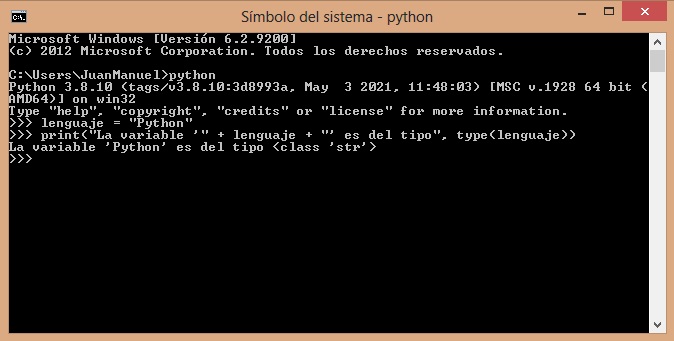 Símbolo del sistema - python
Microsoft Windows [Versión 6.2.9200]
(c) 2012 Microsoft Corporation. Todos los derechos reservados.
C:\Users\JuanManuel>python
Python 3.8.10 (tags/v3.8.10:3d8993a, May  3 2021, 11:48:03) [MSC v.1928 64 bit (
AMD64)] on win32
Type "help", "copyright", "credits" or "license" for more information.
>>> lenguaje = "Python"
>>> print("La variable '" + lenguaje + "' es del tipo", type(lenguaje))
La variable 'Python' es del tipo <class 'str'>
>>>